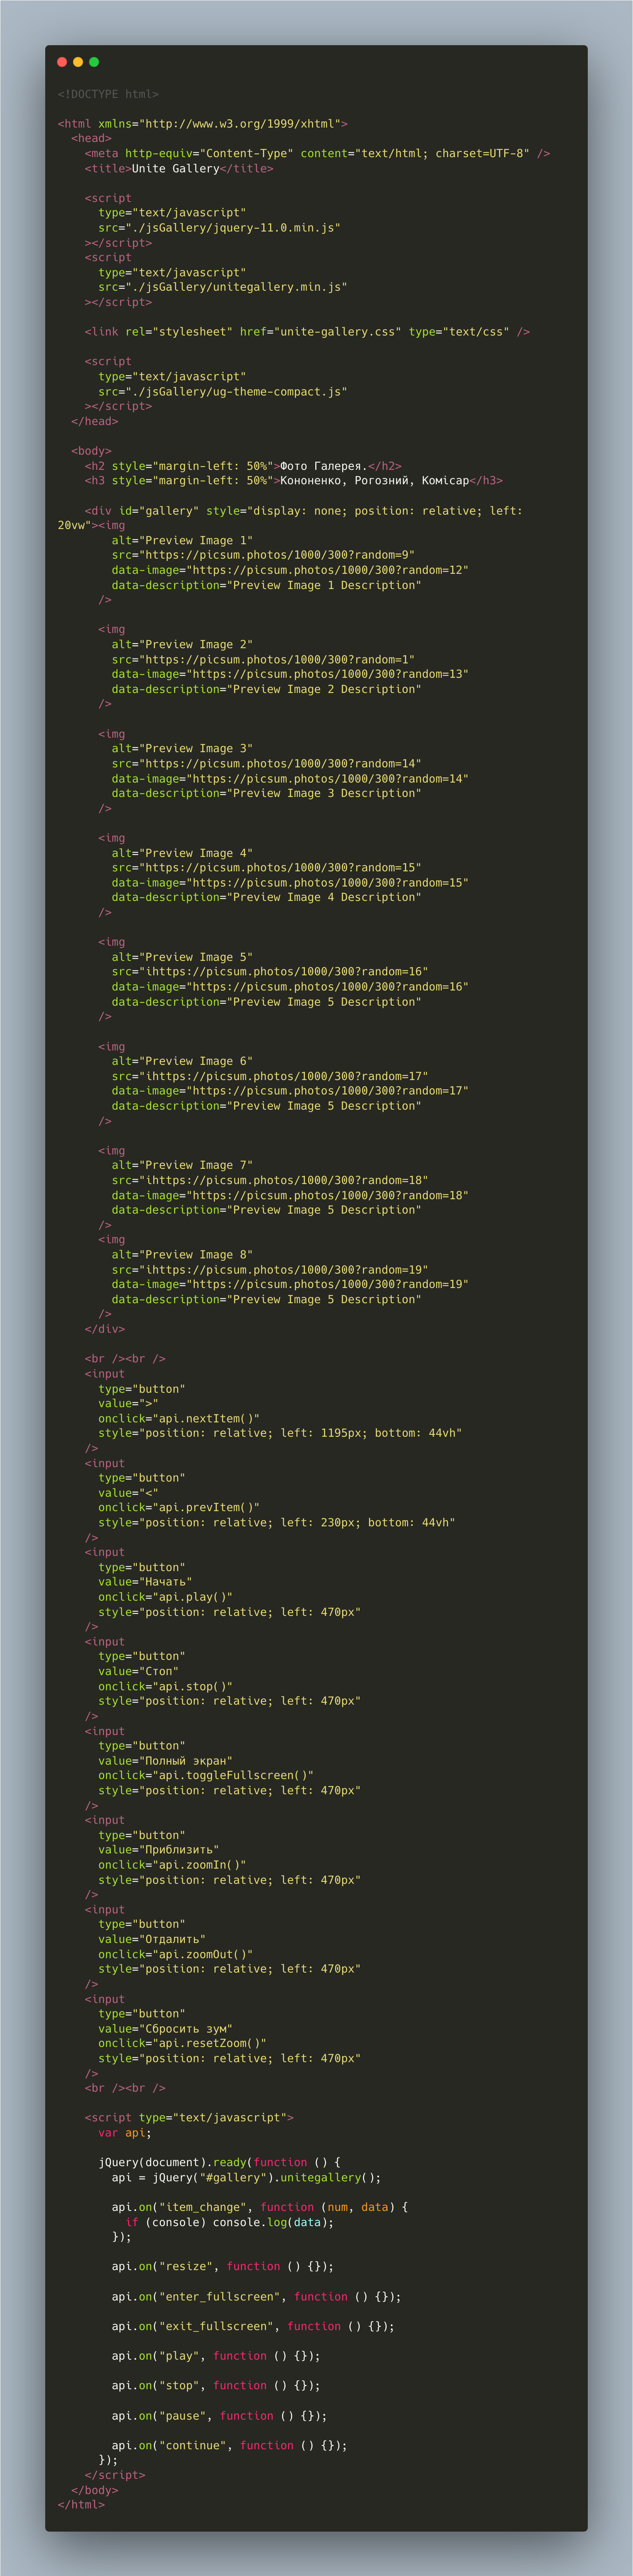 <!DOCTYPE html>
<html xmlns="http://www.w3.org/1999/xhtml">
<head>
<meta http-equiv="Content-Type" content="text/html; charset=UTF-8" />
<title>Unite Gallery</title>
<script
type="text/javascript"
src="./jsGallery/jquery-11.0.min.js"
></script>
<script
type="text/javascript"
src="./jsGallery/unitegallery.min.js"
></script>
<link rel="stylesheet" href="unite-gallery.css" type="text/css" />
<script
type="text/javascript"
src="./jsGallery/ug-theme-compact.js"
></script>
</head>
<body>
<h2 style="margin-left: 50%">Фото Галерея.</h2>
<h3 style="margin-left: 50%">Кононенко, Рогозний, Комісар</h3>
<div id="gallery" style="display: none; position: relative; left:
20vw"><img
alt="Preview Image 1"
src="https://picsum.photos/1000/300?random=9"
data-image="https://picsum.photos/1000/300?random=12"
data-description="Preview Image 1 Description"
/>
<img
alt="Preview Image 2"
src="https://picsum.photos/1000/300?random=1"
data-image="https://picsum.photos/1000/300?random=13"
data-description="Preview Image 2 Description"
/>
<img
alt="Preview Image 3"
src="https://picsum.photos/1000/300?random=14"
data-image="https://picsum.photos/1000/300?random=14"
data-description="Preview Image 3 Description"
/>
<img
alt="Preview Image 4"
src="https://picsum.photos/1000/300?random=15"
data-image="https://picsum.photos/1000/300?random=15"
data-description="Preview Image 4 Description"
/>
<img
alt="Preview Image 5"
src="ihttps://picsum.photos/1000/300?random=16"
data-image="https://picsum.photos/1000/300?random=16"
data-description="Preview Image 5 Description"
/>
<img
alt="Preview Image 6"
src="ihttps://picsum.photos/1000/300?random=17"
data-image="https://picsum.photos/1000/300?random=17"
data-description="Preview Image 5 Description"
/>
<img
alt="Preview Image 7"
src="ihttps://picsum.photos/1000/300?random=18"
data-image="https://picsum.photos/1000/300?random=18"
data-description="Preview Image 5 Description"
/>
<img
alt="Preview Image 8"
src="ihttps://picsum.photos/1000/300?random=19"
data-image="https://picsum.photos/1000/300?random=19"
data-description="Preview Image 5 Description"
/>
</div>
<br /><br />
<input
type="button"
value=">"
onclick="api.nextItem()"
style="position: relative; left: 1195px; bottom: 44vh"
/>
<input
type="button"
value="<"
onclick="api.prevItem()"
style="position: relative; left: 230px; bottom: 44vh"
/>
<input
type="button"
value="Начать"
onclick="api.play()"
style="position: relative; left: 470px"
/>
<input
type="button"
value="Стоп"
onclick="api.stop()"
style="position: relative; left: 470px"
/>
<input
type="button"
value="Полный экран"
onclick="api.toggleFullscreen()"
style="position: relative; left: 470px"
/>
<input
type="button"
value="Приблизить"
onclick="api.zoomIn()"
style="position: relative; left: 470px"
/>
<input
type="button"
value="Отдалить"
onclick="api.zoomOut()"
style="position: relative; left: 470px"
/>
<input
type="button"
value="Сбросить зум"
onclick="api.resetZoom()"
style="position: relative; left: 470px"
/>
<br /><br />
<script type="text/javascript">
var api;
jQuery(document).ready(function () {
api = jQuery("#gallery").unitegallery();
api.on("item_change", function (num, data) {
if (console) console.log(data);
});
api.on("resize", function () {});
api.on("enter_fullscreen", function () {});
api.on("exit_fullscreen", function () {});
api.on("play", function () {});
api.on("stop", function () {});
api.on("pause", function () {});
api.on("continue", function () {});
});
</script>
</body>
</html>